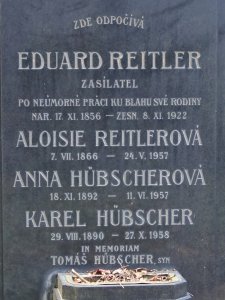 ZDE ODPOČÍVÁ
EDUARD REITLER
ZASÍLATEL
PO NEÚMORNÉ PRÁCI KU BLAHU SVÉ RODINY
NAR. 17. XI. 1856 – ZESN. 8. XI. 1922
ALOISIE REITLEROVÁ
7. VII. 1866 – 24. V. 1937
ANNA HÜBSCHEROVÁ
18. XI. 1892 – 11. VI. 1957
KAREL HÜBSCHER
29. VIII. 1890 – 27. X. 1958
IN MEMORIAM
TOMÁŠ HÜBSCHER, SYN